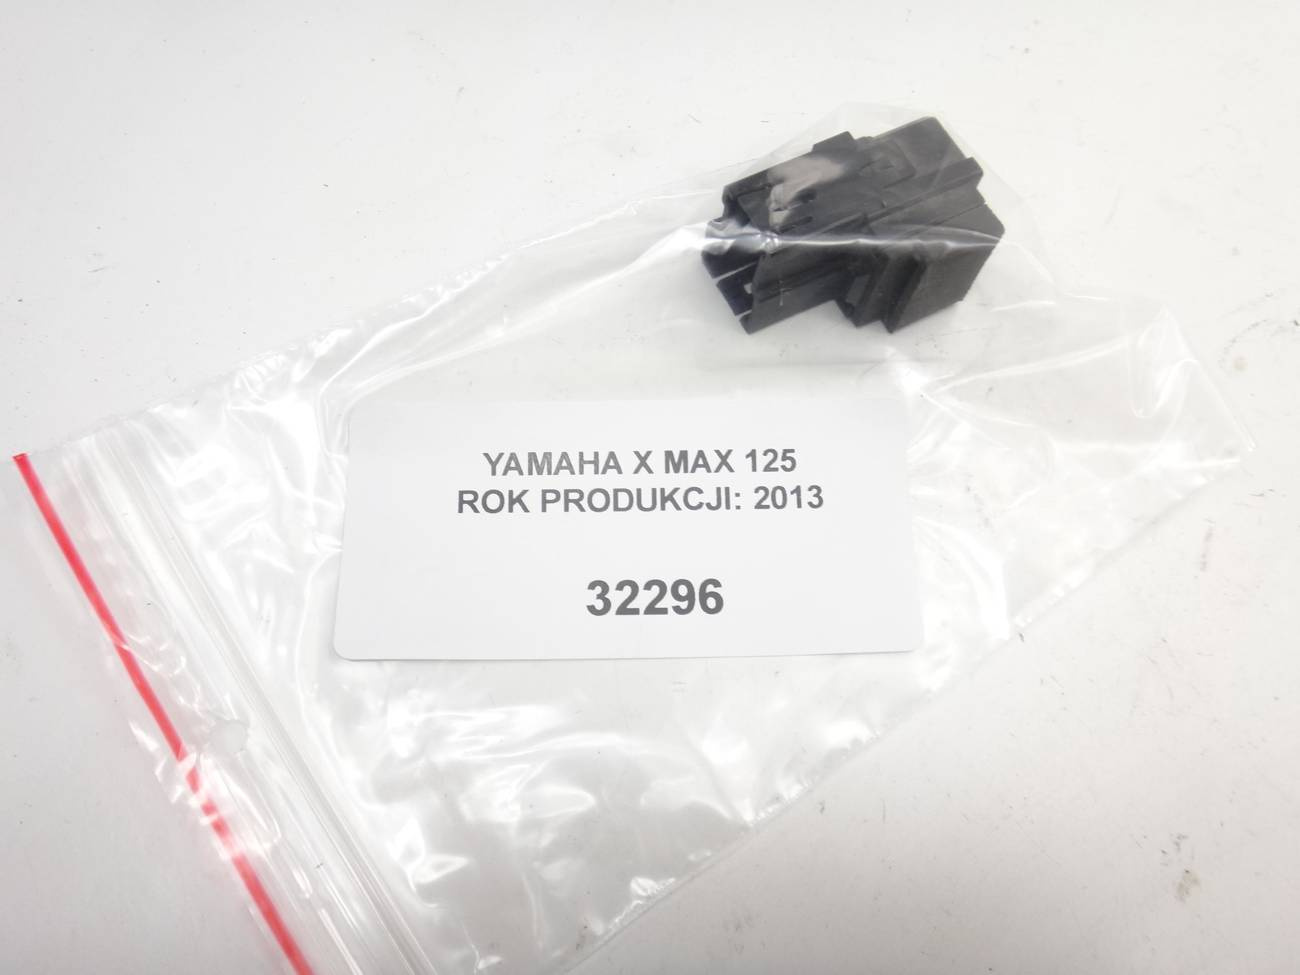 YAMAHA X MAX 125
ROK PRODUKCJI: 2013
32296